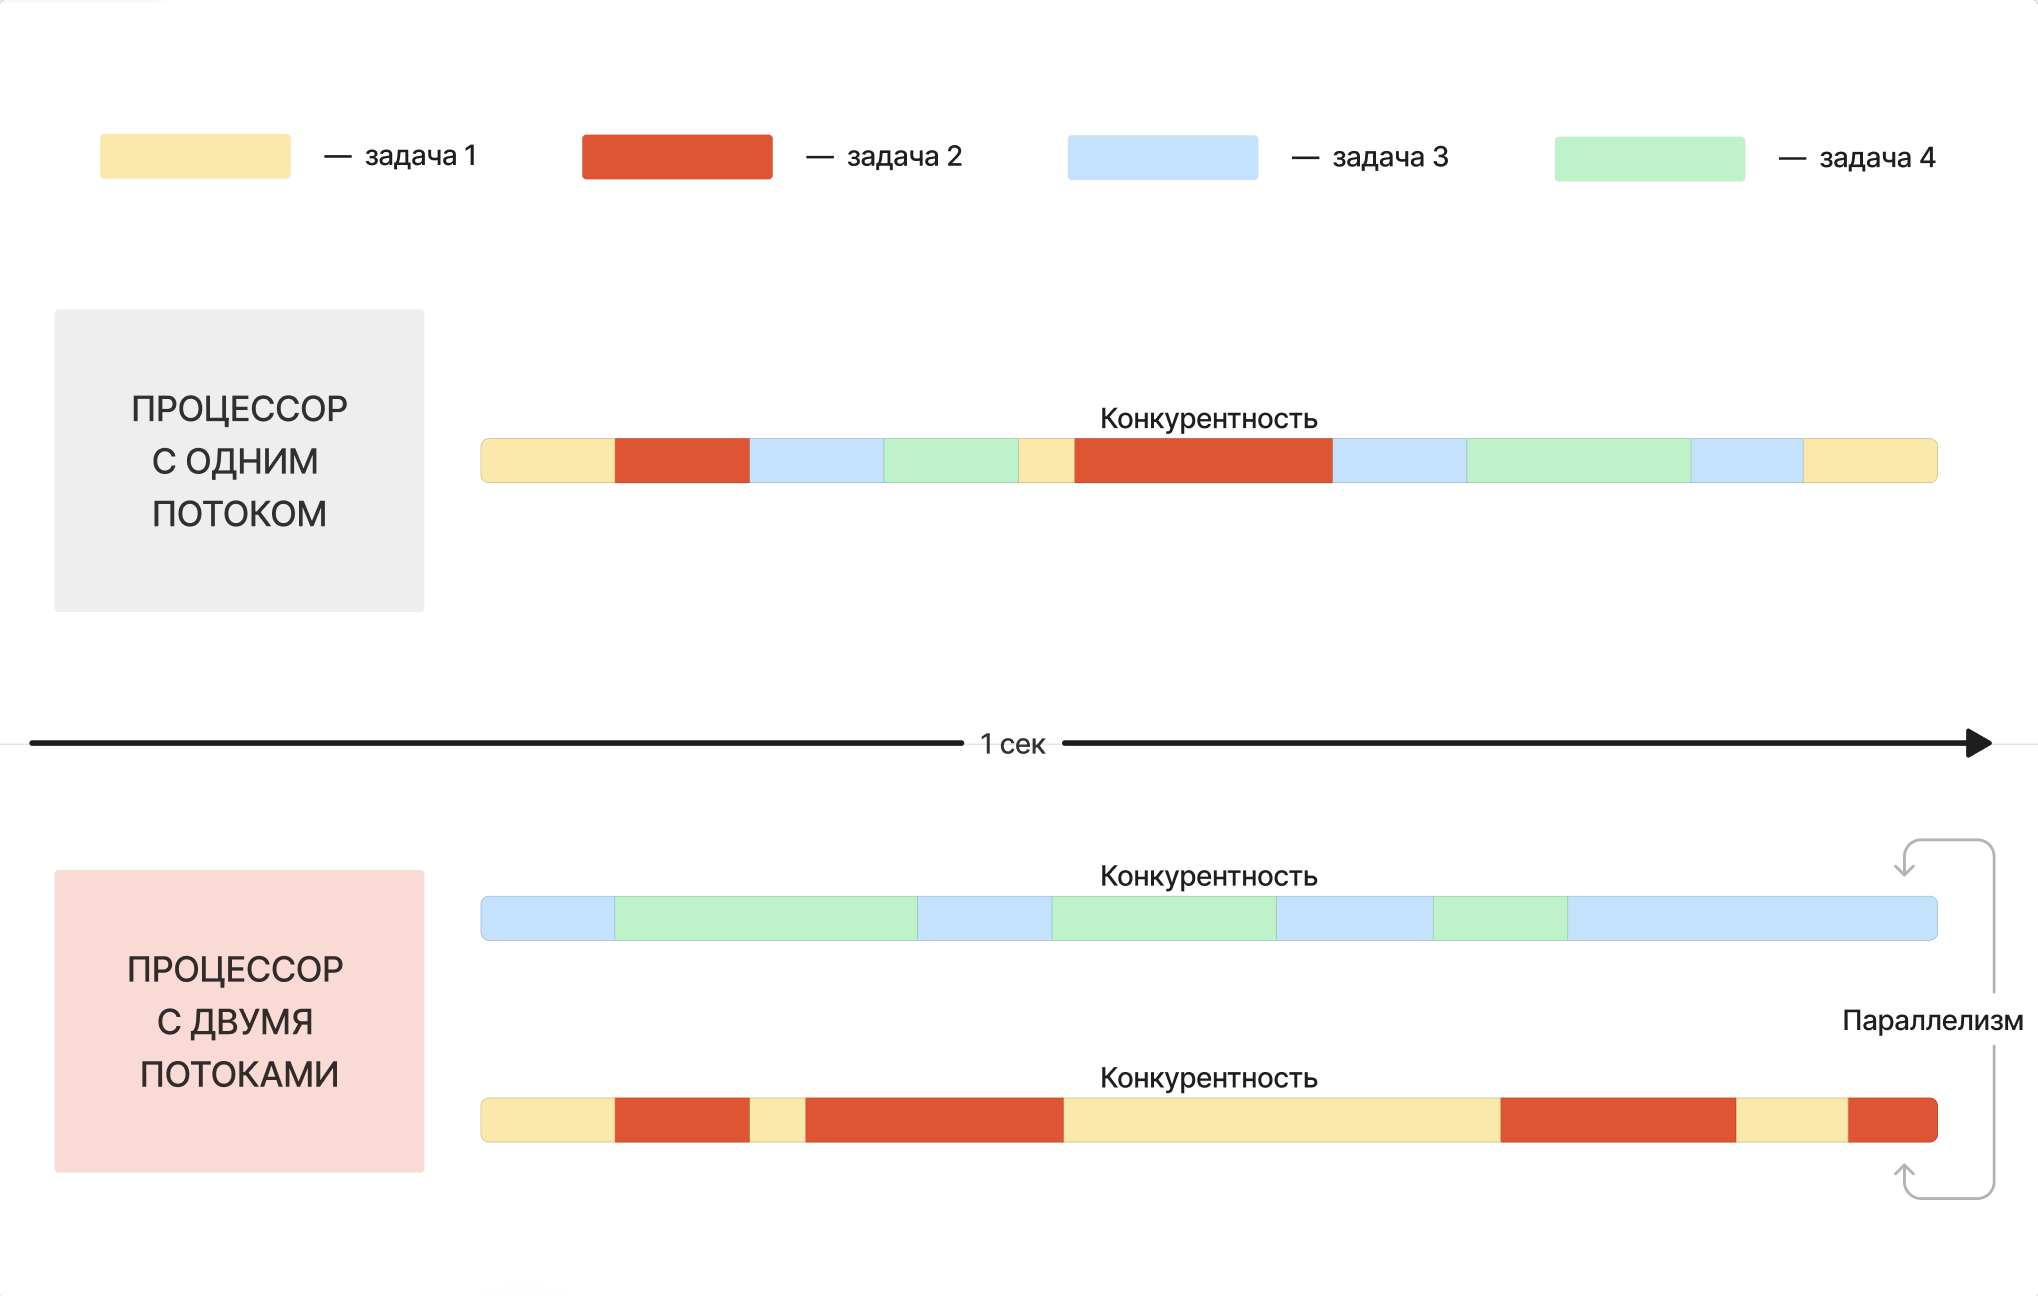 — задача 1
— задача 2
— задача 3
— задача 4
ПРОЦЕССОР
С ОДНИМ
ПОТОКОМ
Конкурентность
1 сек
ПРОЦЕССОР
С ДВУМЯ
ПОТОКАМИ
Конкурентность
Параллелизм
Конкурентность